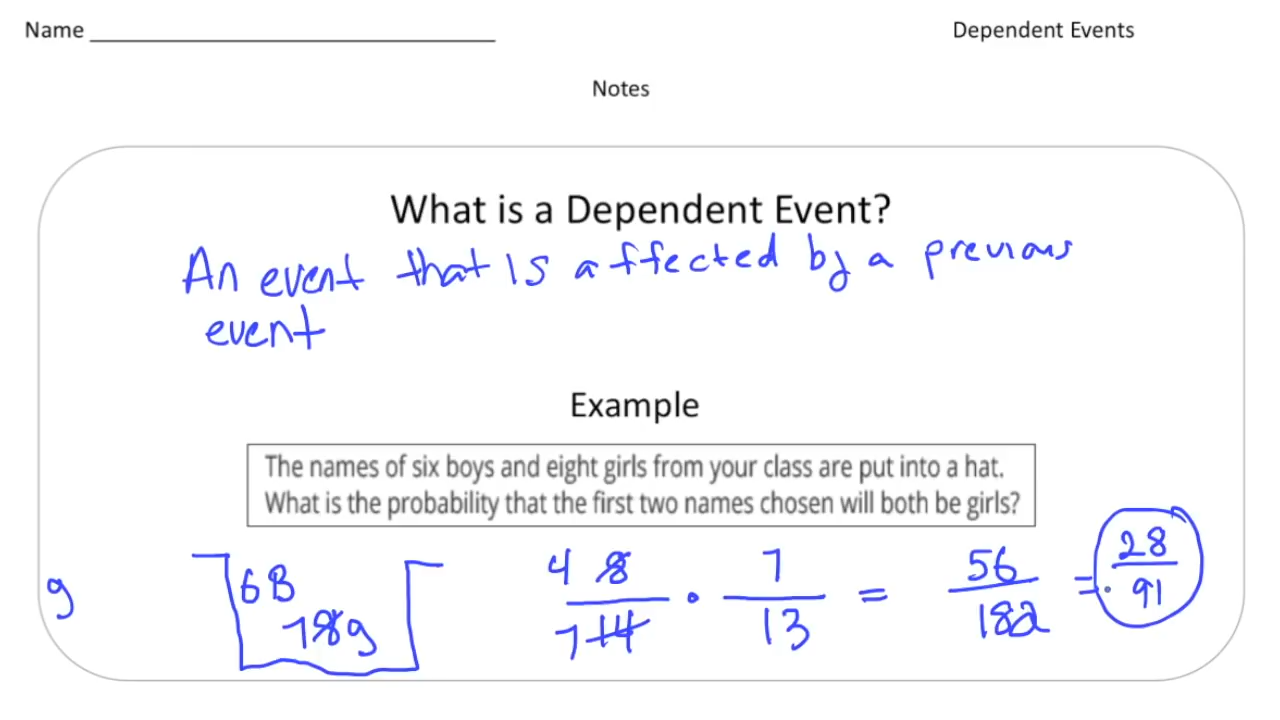 Name Dependent Events
Notes
What is a Dependent Event?
An event that is affected by a previous
event
Example
The names of six boys and eight girls from your class are put into a hat.
What is the probability that the first two names chosen will both be girls?
g 6B 4 8 / 7 14 · 7 / 13 = 56 / 182 = 28 / 91
7 8 g